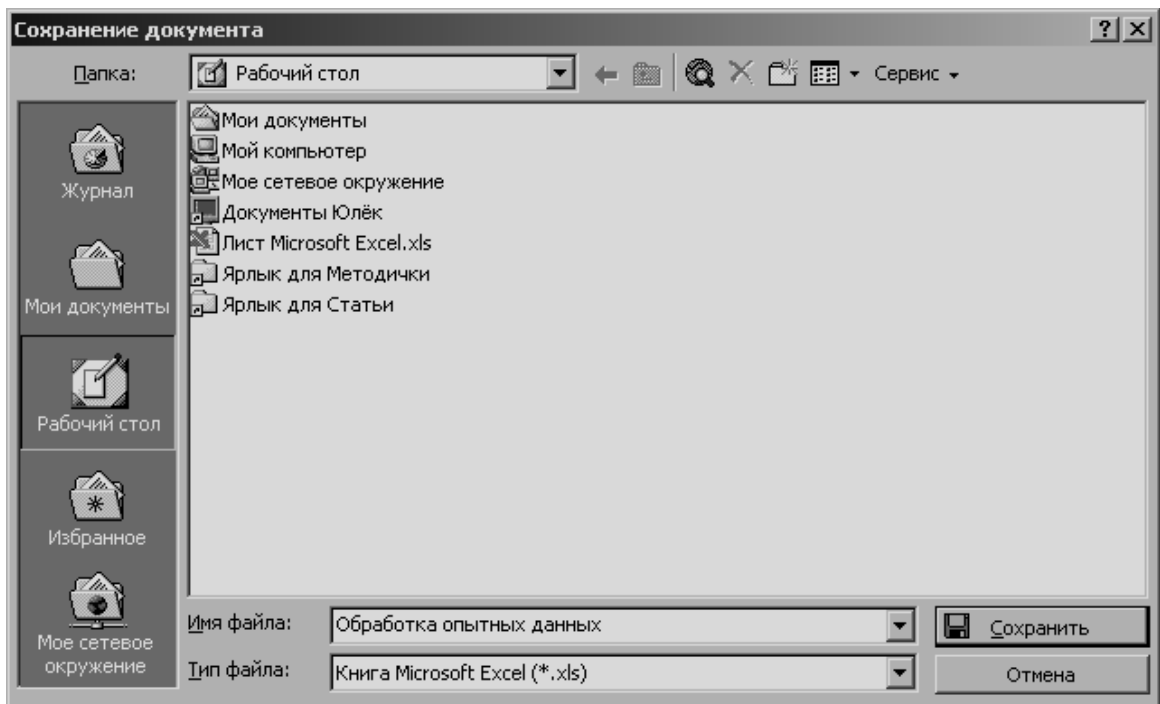 Сохранение документа
Папка:
Рабочий стол
Сервис
Журнал
Мои документы
Рабочий стол
Избранное
Мое сетевое
окружение
Мои документы
Мой компьютер
Мое сетевое окружение
Документы Юлёк
Лист Microsoft Excel.xls
Ярлык для Методички
Ярлык для Статьи
Имя файла:
Обработка опытных данных
Сохранить
Тип файла:
Книга Microsoft Excel (*.xls)
Отмена